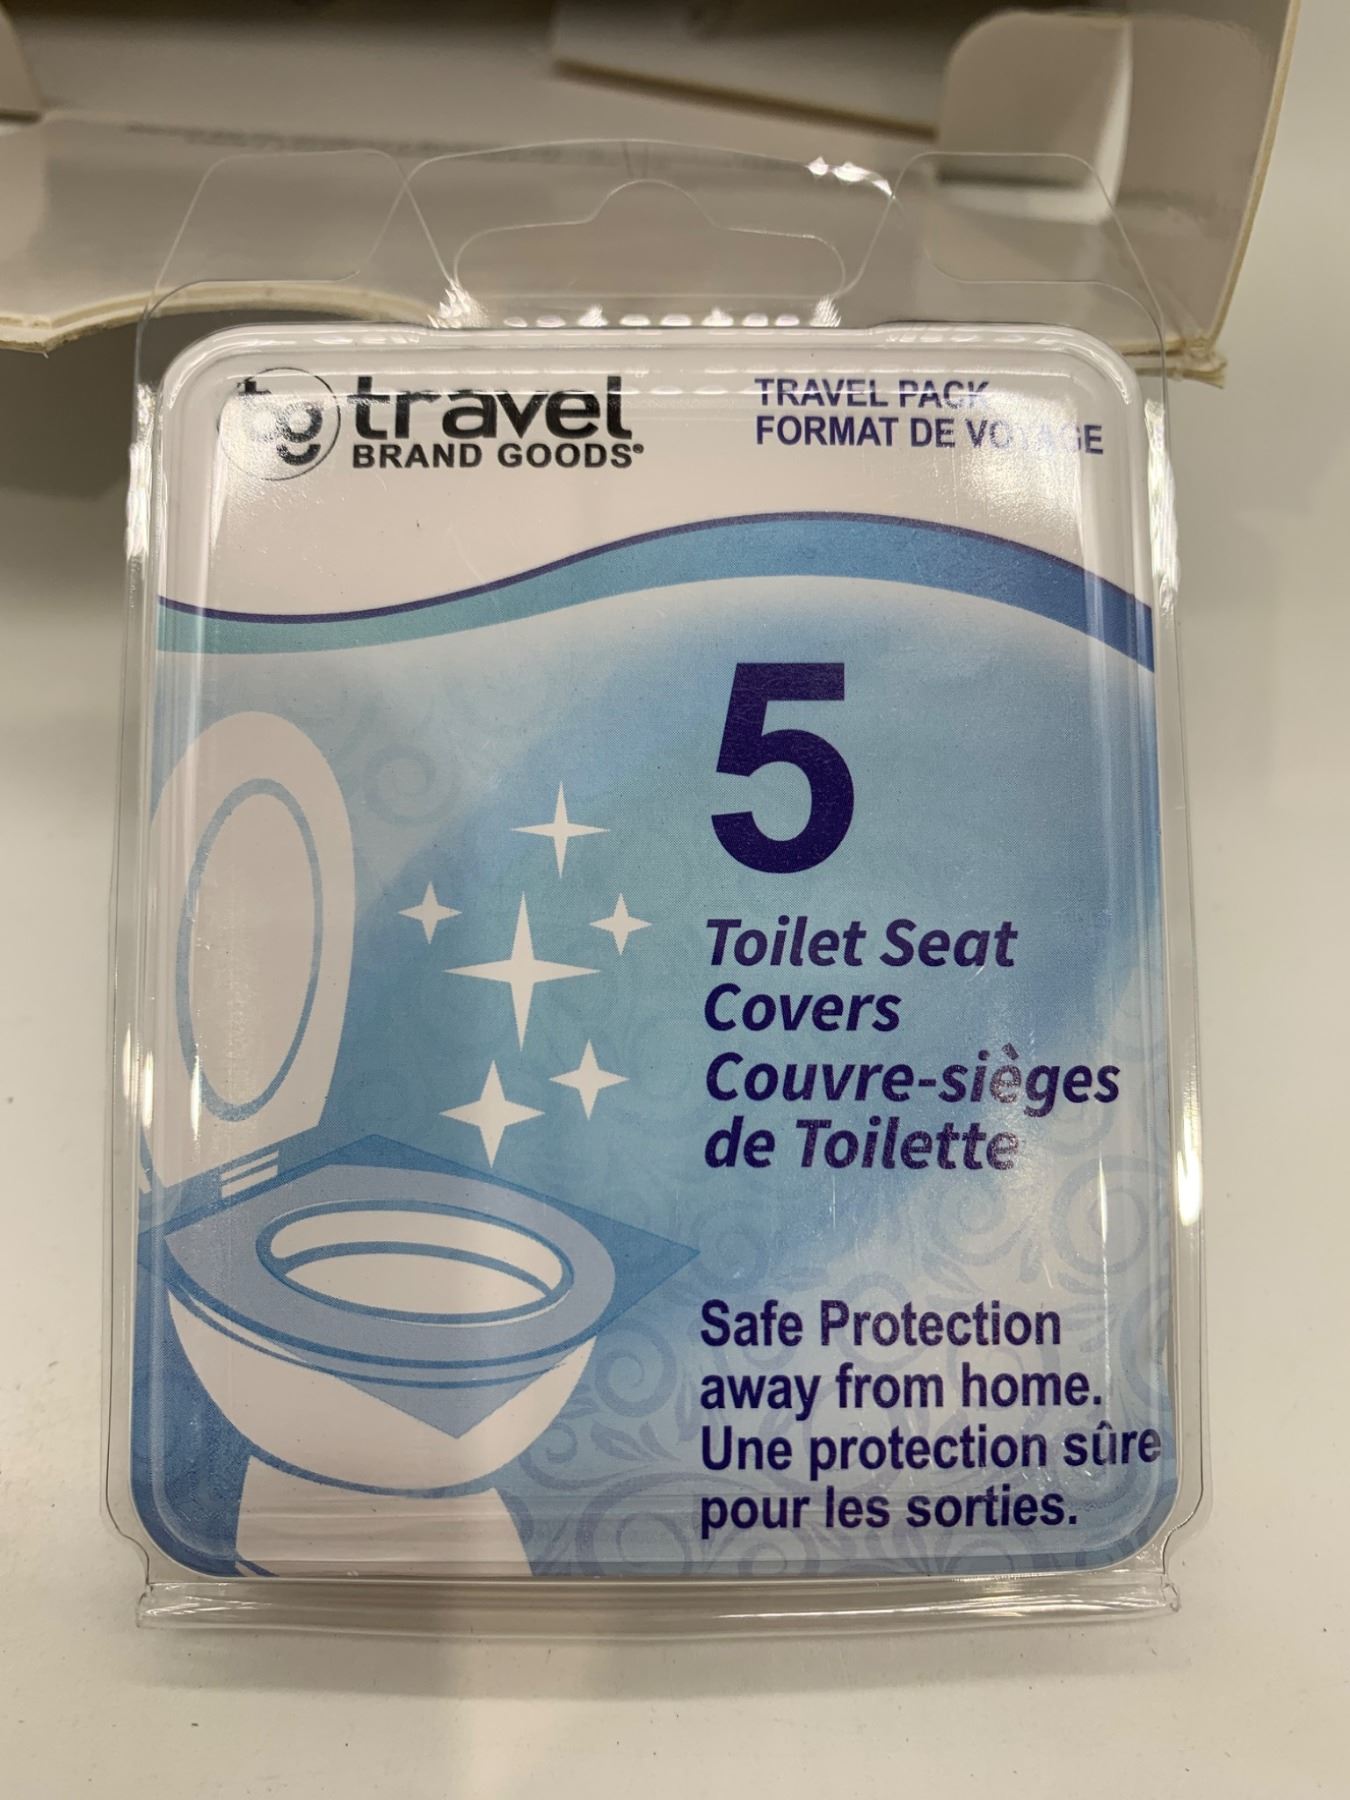 tg travel
BRAND GOODS®
TRAVEL PACK
FORMAT DE VOYAGE
5
Toilet Seat
Covers
Couvre-sièges
de Toilette
Safe Protection
away from home.
Une protection sûre
pour les sorties.